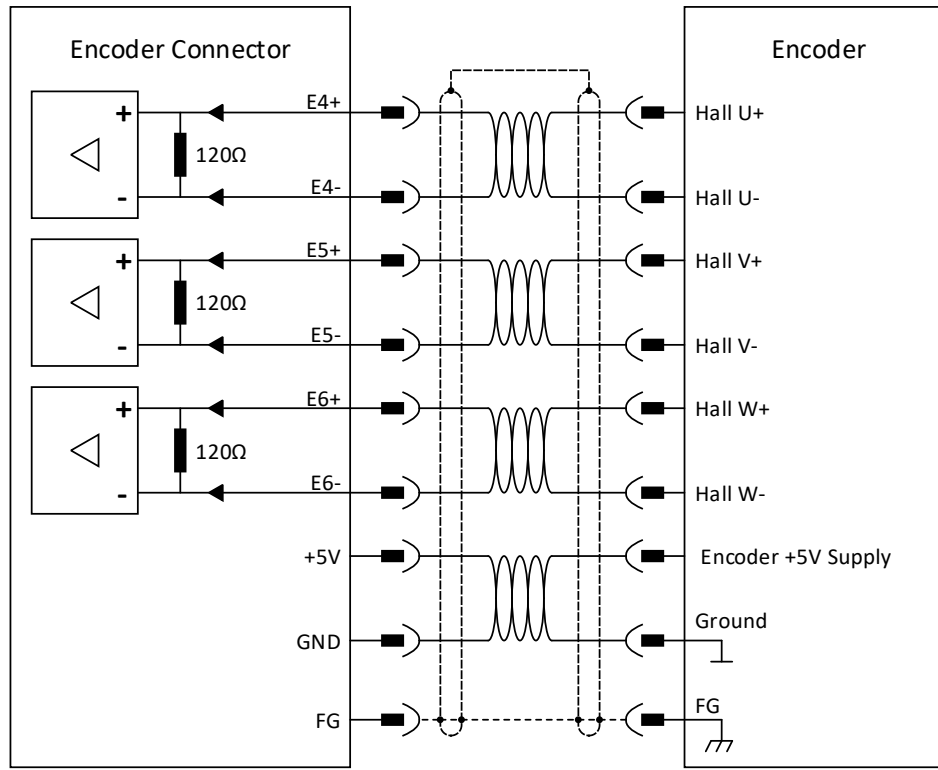 Encoder Connector
Encoder
+
E4+
Hall U+
120Ω
-
E4-
Hall U-
+
E5+
Hall V+
120Ω
-
E5-
Hall V-
+
E6+
Hall W+
120Ω
-
E6-
Hall W-
+5V
Encoder +5V Supply
GND
Ground
FG
FG